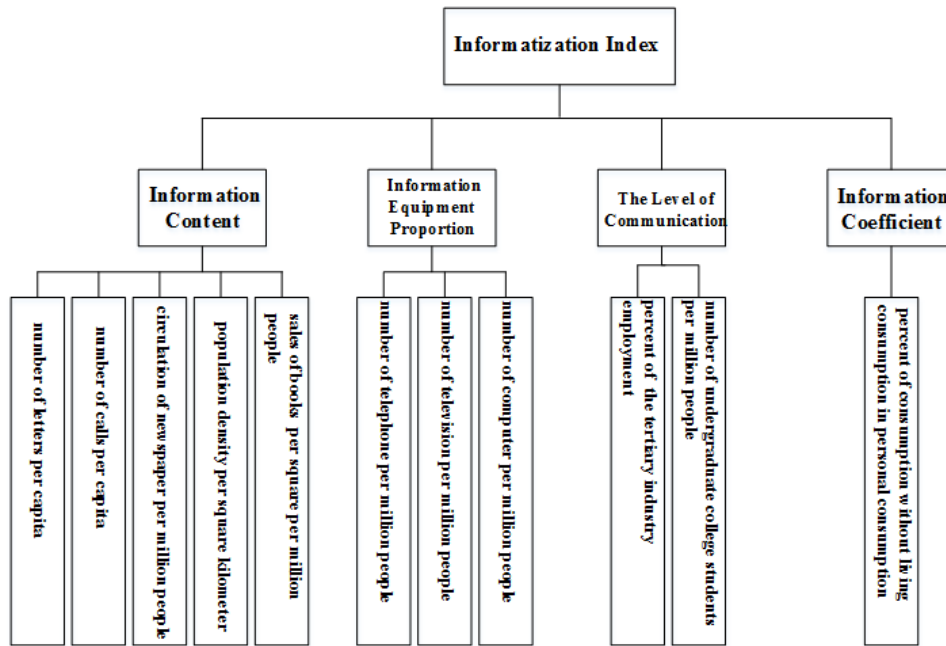 Informatization Index
Information
Content
Information
Equipment
Proportion
The Level of
Communication
Information
Coefficient
number of letters per capita
number of calls per capita
circulation of newspaper per million people
population density per square kilometer
sales of books per square per million
people
number of telephone per million people
number of television per million people
number of computer per million people
percent of the tertiary industry
employment
number of undergraduate college students
per million people
percent of consumption without living
consumption in personal consumption